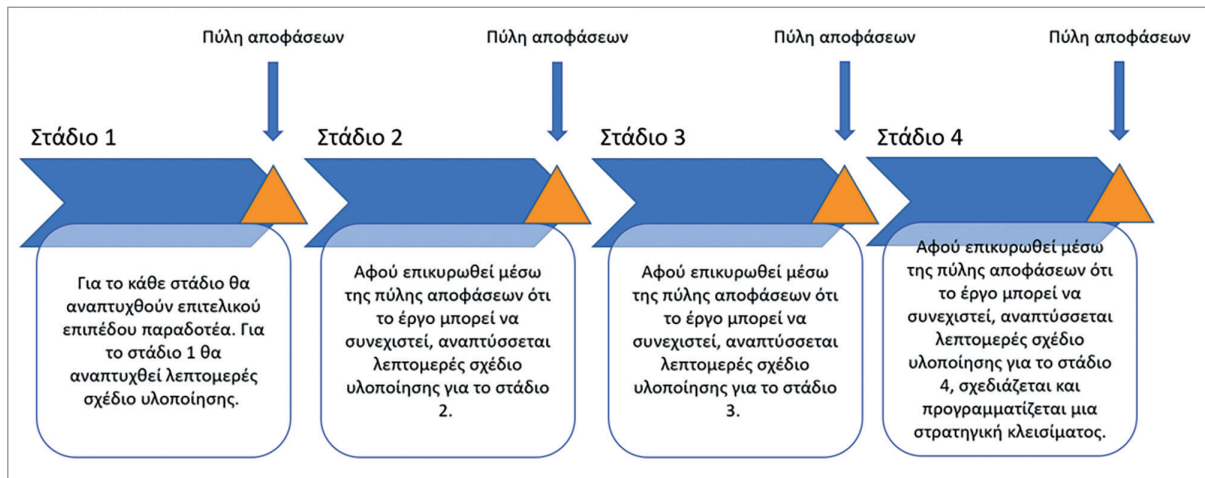 Πύλη αποφάσεων
Πύλη αποφάσεων
Πύλη αποφάσεων
Πύλη αποφάσεων
Στάδιο 1
Στάδιο 2
Στάδιο 3
Στάδιο 4
Για το κάθε στάδιο θα
αναπτυχθούν επιτελικού
επιπέδου παραδοτέα. Για
το στάδιο 1 θα
αναπτυχθεί λεπτομερές
σχέδιο υλοποίησης.
Αφού επικυρωθεί μέσω
της πύλης αποφάσεων ότι
το έργο μπορεί να
συνεχιστεί, αναπτύσσεται
λεπτομερές σχέδιο
υλοποίησης για το στάδιο
2.
Αφού επικυρωθεί μέσω
της πύλης αποφάσεων ότι
το έργο μπορεί να
συνεχιστεί, αναπτύσσεται
λεπτομερές σχέδιο
υλοποίησης για το στάδιο
3.
Αφού επικυρωθεί μέσω
της πύλης αποφάσεων ότι
το έργο μπορεί να
συνεχιστεί, αναπτύσσεται
λεπτομερές σχέδιο
υλοποίησης για το στάδιο
4, σχεδιάζεται και
προγραμματίζεται μια
στρατηγική κλεισίματος.